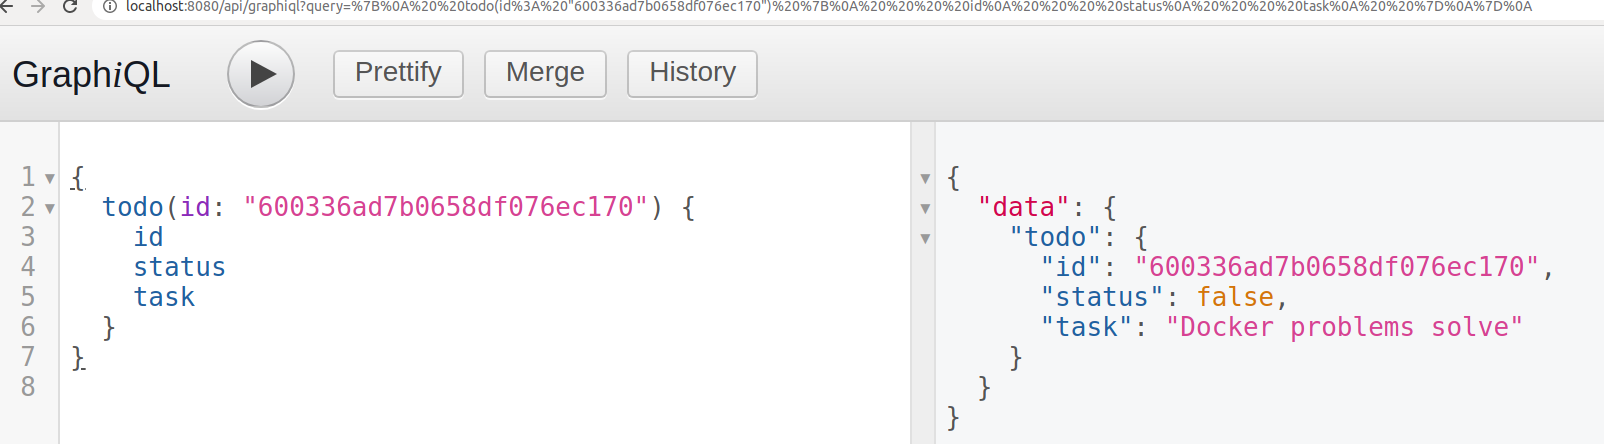 localhost:8080/api/graphiql?query=%7B%0A%20%20todo(id%3A%20"600336ad7b0658df076ec170")%20%7B%0A%20%20%20%20id%0A%20%20%20%20status%0A%20%20%20%20task%0A%20%20%7D%0A%7D%0A
GraphiQL Prettify Merge History
1 {
2 todo(id: "600336ad7b0658df076ec170") {
3 id
4 status
5 task
6 }
7 }
8
{
"data": {
"todo": {
"id": "600336ad7b0658df076ec170",
"status": false,
"task": "Docker problems solve"
}
}
}